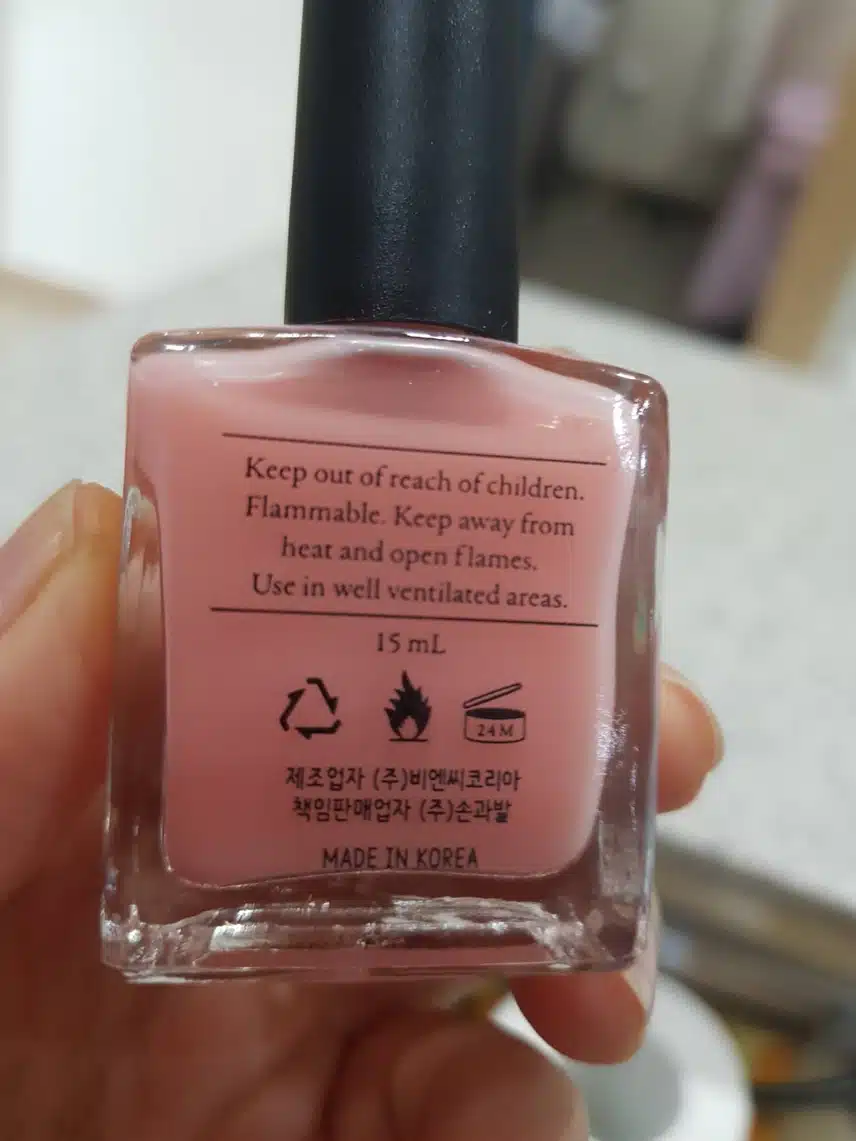 Keep out of reach of children.
Flammable. Keep away from
heat and open flames.
Use in well ventilated areas.
15 mL
24 M
제조업자 (주)비엔씨코리아
책임판매업자 (주)손과발
MADE IN KOREA